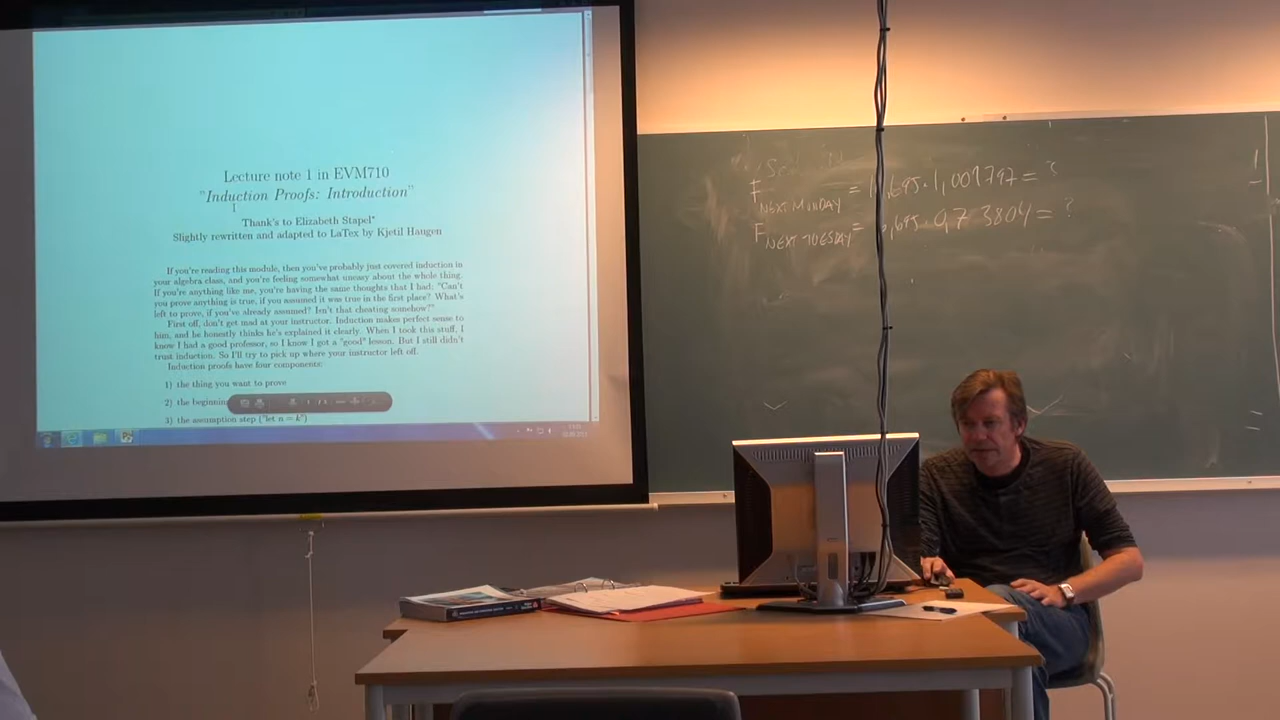 Lecture note 1 in EVM710
"Induction Proofs: Introduction"
Thank's to Elizabeth Stapel*
Slightly rewritten and adapted to LaTex by Kjetil Haugen
If you're reading this module, then you've probably just covered induction in
your algebra class, and you're feeling somewhat uneasy about the whole thing.
If you're anything like me, you're having the same thoughts that I had: "Can't
you prove anything is true, if you assumed it was true in the first place? What's
left to prove, if you've already assumed? Isn't that cheating somehow?"
First off, don't get mad at your instructor. Induction makes perfect sense to
him, and he honestly thinks he's explained it clearly. When I took this stuff, I
know I had a good professor, so I know I got a "good" lesson. But I still didn't
trust induction. So I'll try to pick up where your instructor left off.
Induction proofs have four components:
1) the thing you want to prove
2) the beginning
3) the assumption step ("let n = k")
F NEXT MONDAY = ,695·1,001797 = ?
F NEXT TUESDAY = ,695· 0,97 3804 = ?